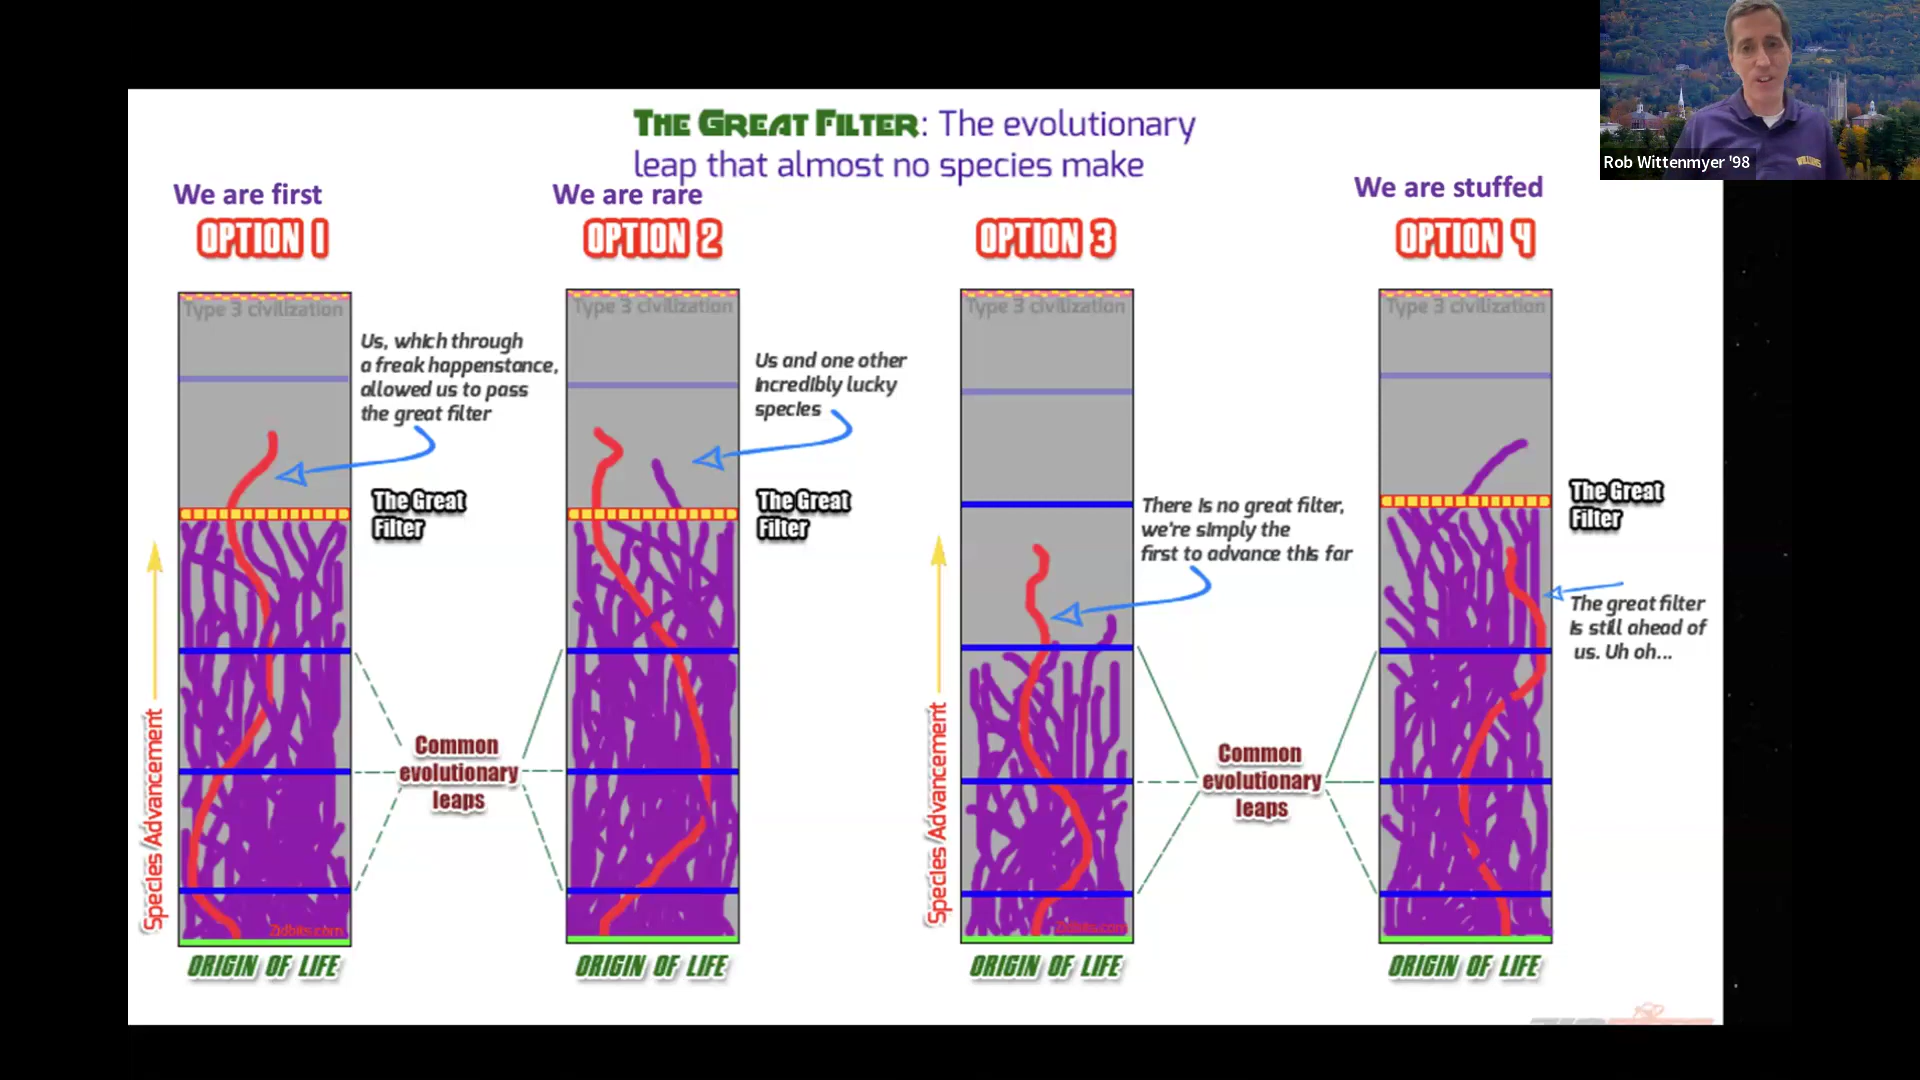 THE GREAT FILTER: The evolutionary
leap that almost no species make
Rob Wittenmyer '98
WILLIAMS
We are first
OPTION 1
Type 3 civilization
Us, which through
a freak happenstance,
allowed us to pass
the great filter
The Great
Filter
Species Advancement
Zidbits.com
ORIGIN OF LIFE
Common
evolutionary
leaps
We are rare
OPTION 2
Type 3 civilization
Us and one other
incredibly lucky
species
The Great
Filter
ORIGIN OF LIFE
OPTION 3
Type 3 civilization
There is no great filter,
we're simply the
first to advance this far
Species Advancement
Zidbits.com
ORIGIN OF LIFE
Common
evolutionary
leaps
We are stuffed
OPTION 4
Type 3 civilization
The Great
Filter
The great filter
is still ahead of
us. Uh oh...
ORIGIN OF LIFE